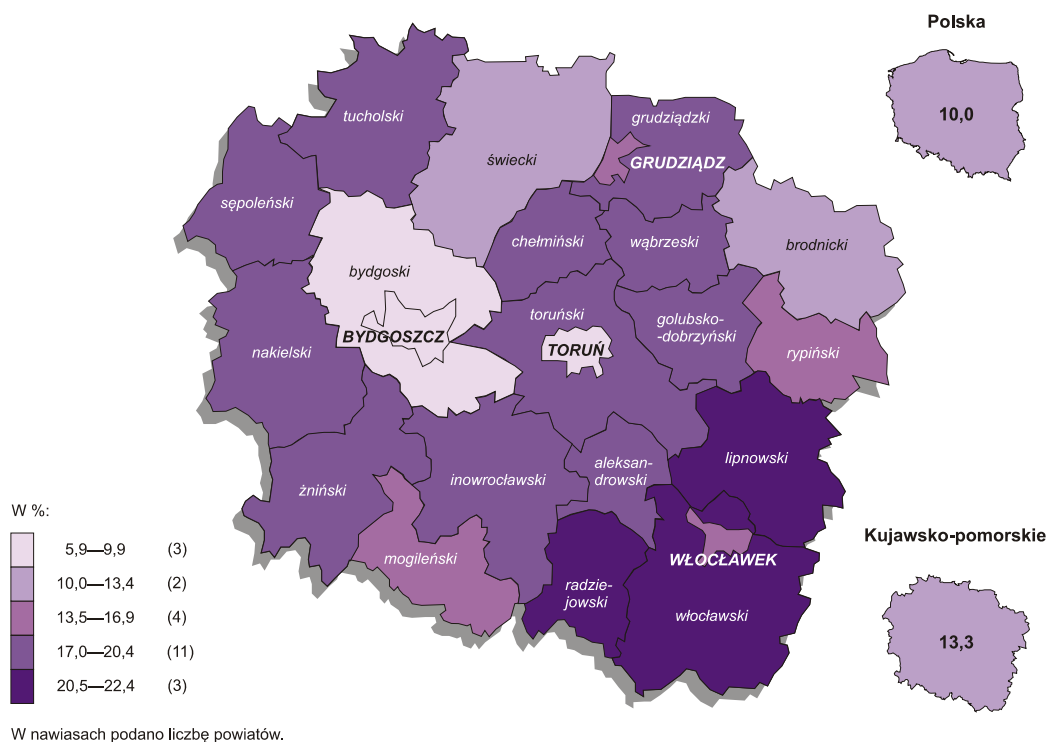 Polska
10,0
tucholski
grudziądzki
świecki
GRUDZIĄDZ
sępoleński
chełmiński
wąbrzeski
brodnicki
bydgoski
toruński
golubsko-
-dobrzyński
BYDGOSZCZ
TORUŃ
nakielski
rypiński
lipnowski
aleksan-
drowski
inowrocławski
żniński
mogileński
WŁOCŁAWEK
radzie-
jowski
włocławski
Kujawsko-pomorskie
13,3
W %:
5,9—9,9 (3)
10,0—13,4 (2)
13,5—16,9 (4)
17,0—20,4 (11)
20,5—22,4 (3)
W nawiasach podano liczbę powiatów.